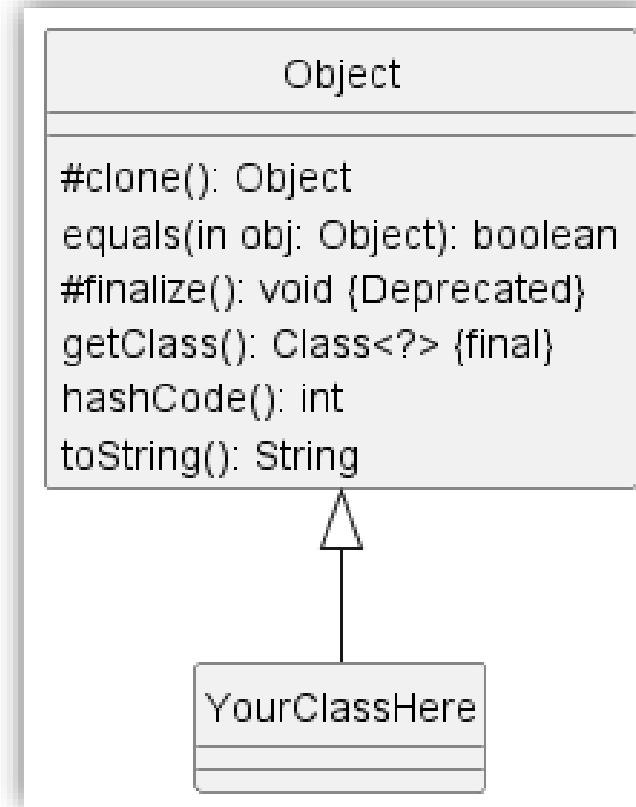 Object
#clone(): Object
equals(in obj: Object): boolean
#finalize(): void {Deprecated}
getClass(): Class<?> {final}
hashCode(): int
toString(): String
YourClassHere